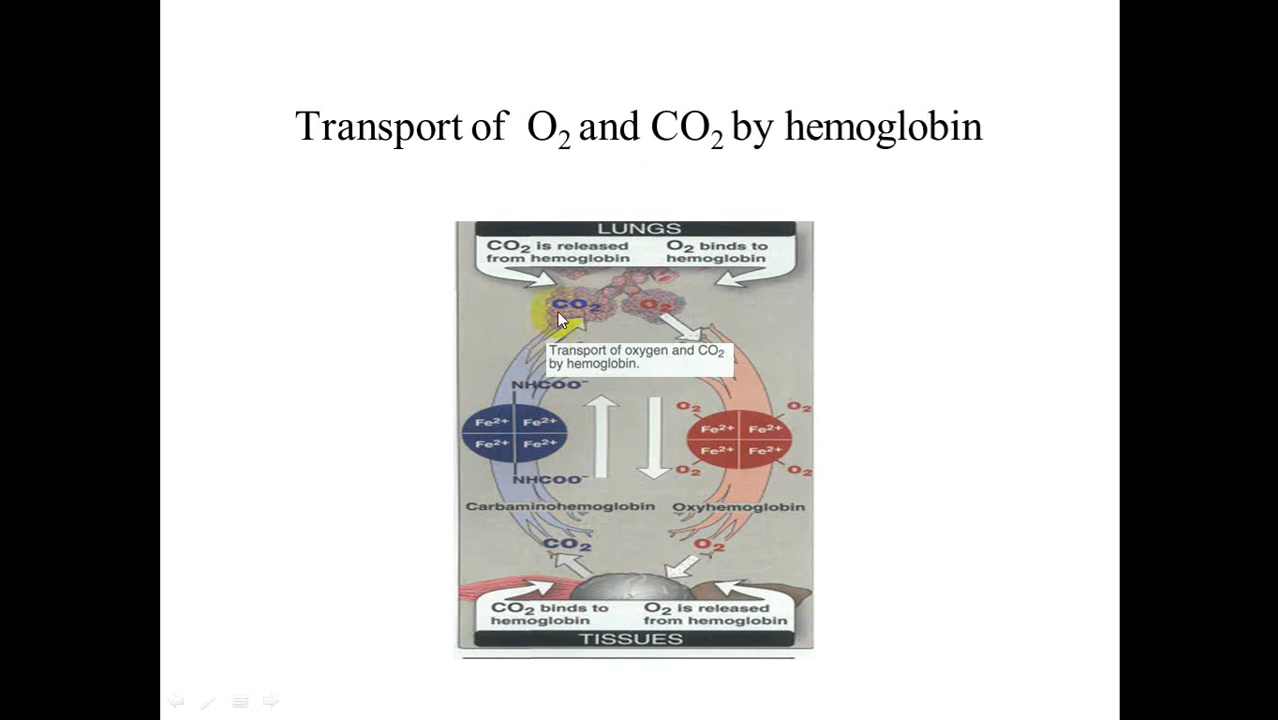 Transport of O2 and CO2 by hemoglobin
LUNGS
CO2 is released
from hemoglobin
O2 binds to
hemoglobin
CO2
O2
Transport of oxygen and CO2
by hemoglobin.
NHCOO⁻
Fe2+ Fe2+
Fe2+ Fe2+
NHCOO⁻
O2 O2
Fe2+ Fe2+
Fe2+ Fe2+
O2 O2
Carbaminohemoglobin
Oxyhemoglobin
CO2
O2
CO2 binds to
hemoglobin
O2 is released
from hemoglobin
TISSUES